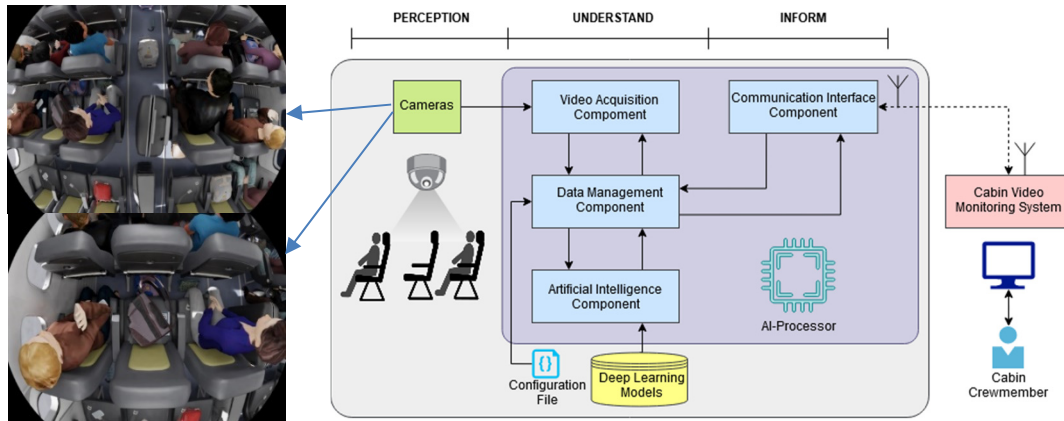 PERCEPTION
UNDERSTAND
INFORM
Cameras
Video Acquisition
Compoment
Communication Interface
Component
Data Management
Component
Cabin Video
Monitoring System
Artificial Intelligence
Component
AI-Processor
{}
Configuration
File
Deep Learning
Models
Cabin
Crewmember